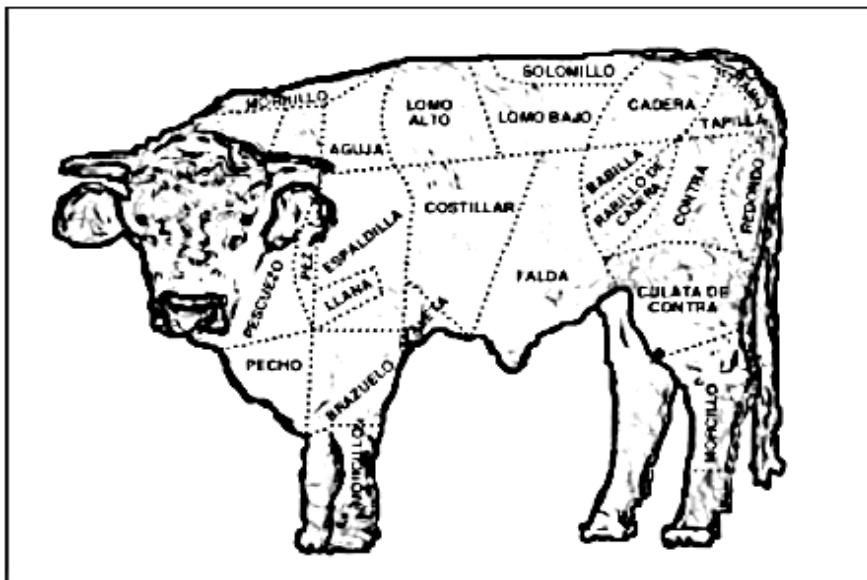 SOLOMILLO
MORRILLO
LOMO
ALTO
LOMO BAJO
CADERA
TAPILLA
AGUJA
BABILLA
RABILLO DE
CADERA
CONTRA
REDONDO
COSTILLAR
ESPALDILLA
PEZ
PESCUEZO
LLANA
FALDA
CULATA DE
CONTRA
PECHO
BRAZUELO
MORCILLO
MORCILLO